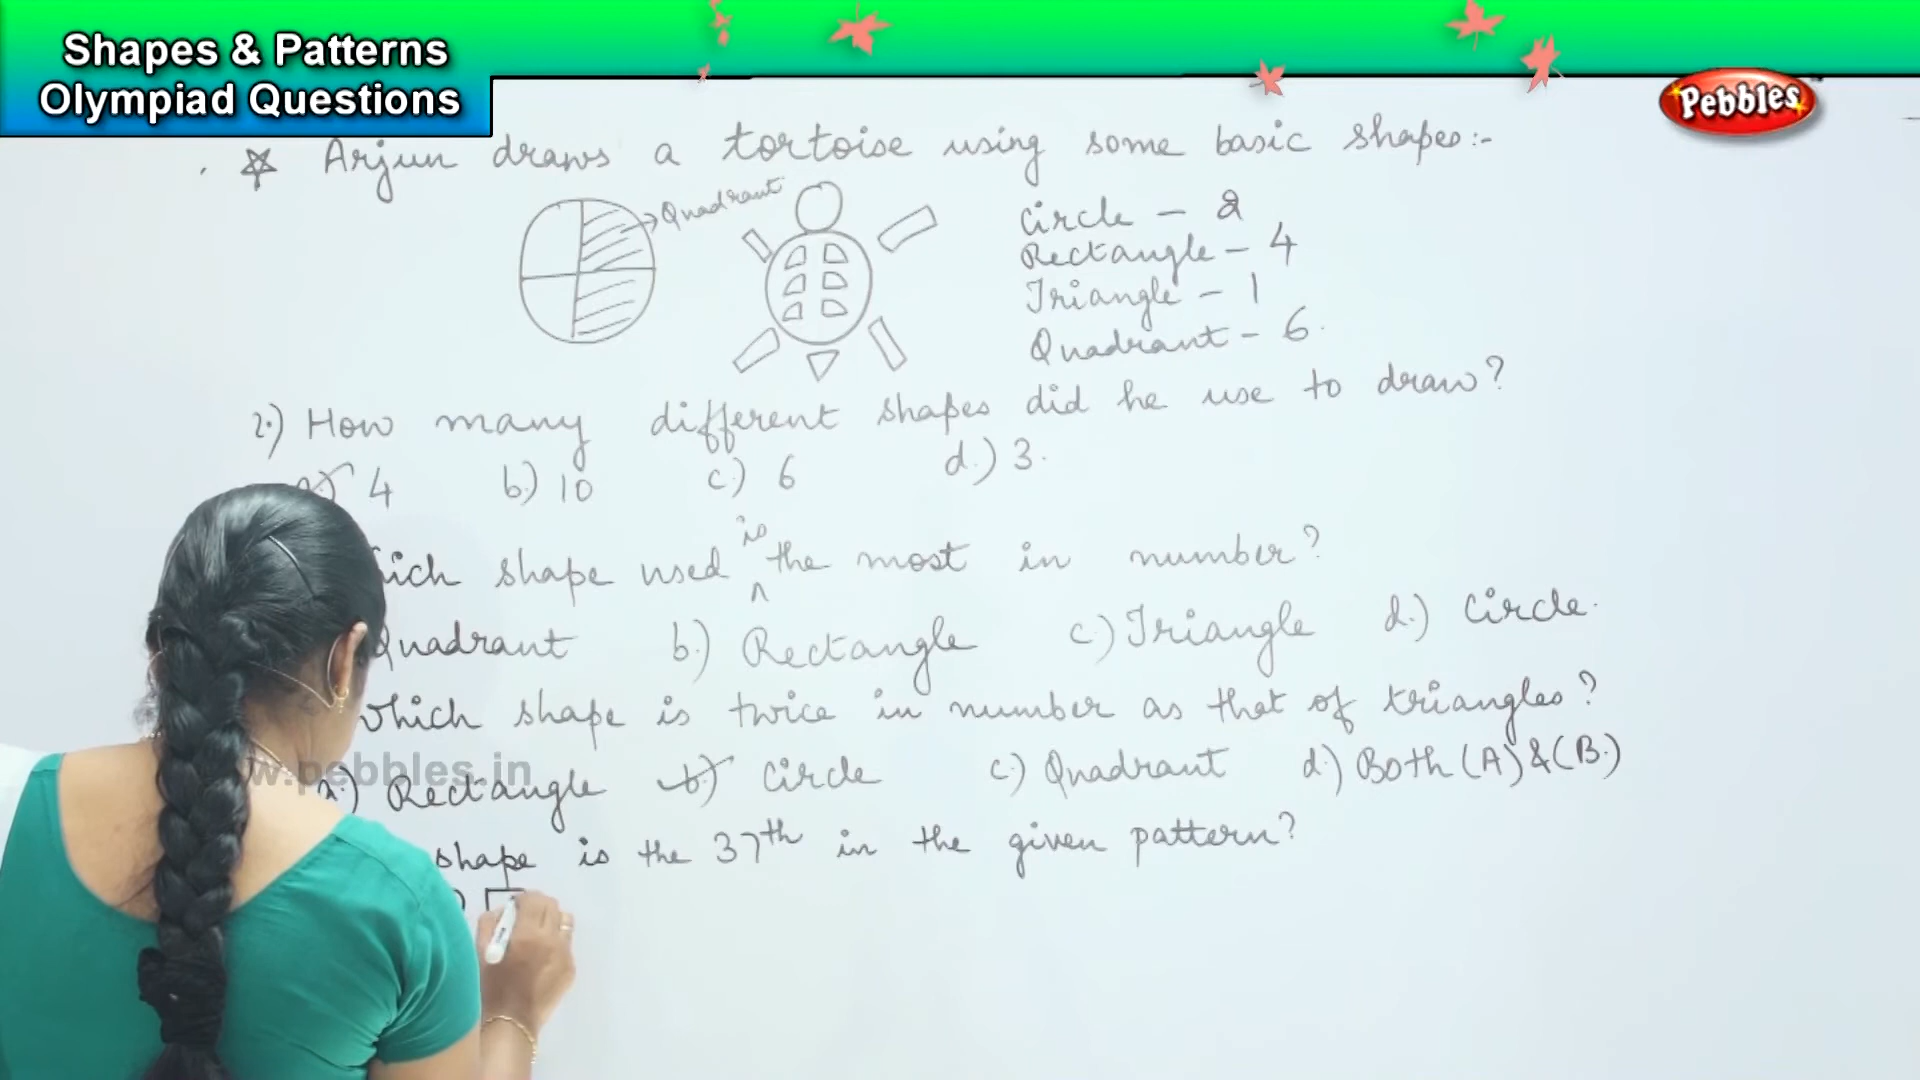 Shapes & Patterns
Olympiad Questions
Pebbles
Arjun draws a tortoise using some basic shapes:-
Quadrant
Circle - 2
Rectangle - 4
Triangle - 1
Quadrant - 6.
2.) How many different shapes did he use to draw?
a.) 4 b.) 10 c.) 6 d.) 3.
ich shape used is the most in number?
Quadrant b.) Rectangle c.) Triangle d.) Circle.
which shape is twice in number as that of triangles?
a.) Rectangle b.) Circle c.) Quadrant d.) Both (A) & (B.)
shape is the 37th in the given pattern?
w.pebbles.in